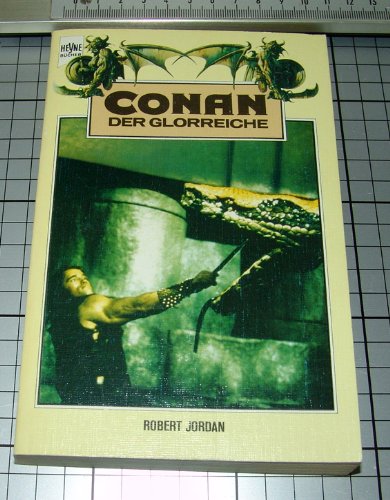 HEYNE
BÜCHER
CONAN
DER GLORREICHE
ROBERT JORDAN